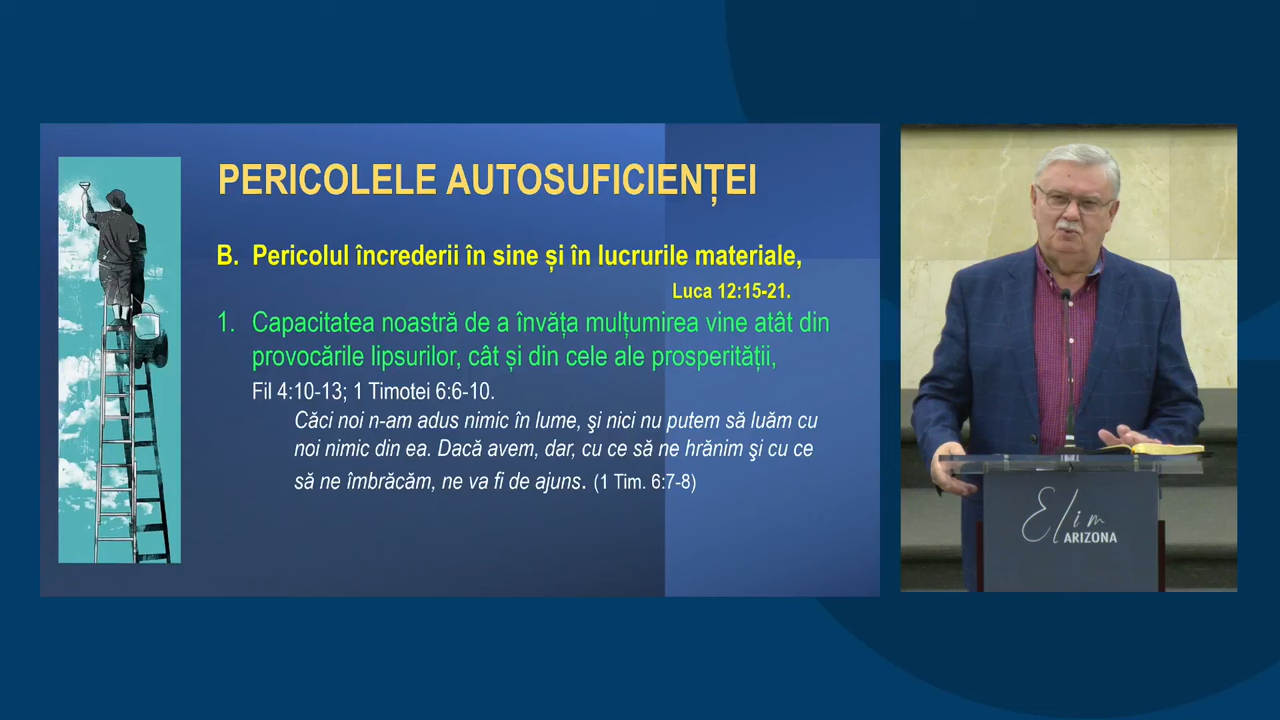 PERICOLELE AUTOSUFICIENȚEI
B. Pericolul încrederii în sine și în lucrurile materiale,
Luca 12:15-21.
1. Capacitatea noastră de a învăța mulțumirea vine atât din
provocările lipsurilor, cât și din cele ale prosperității,
Fil 4:10-13; 1 Timotei 6:6-10.
Căci noi n-am adus nimic în lume, şi nici nu putem să luăm cu
noi nimic din ea. Dacă avem, dar, cu ce să ne hrănim şi cu ce
să ne îmbrăcăm, ne va fi de ajuns. (1 Tim. 6:7-8)
Elim
ARIZONA